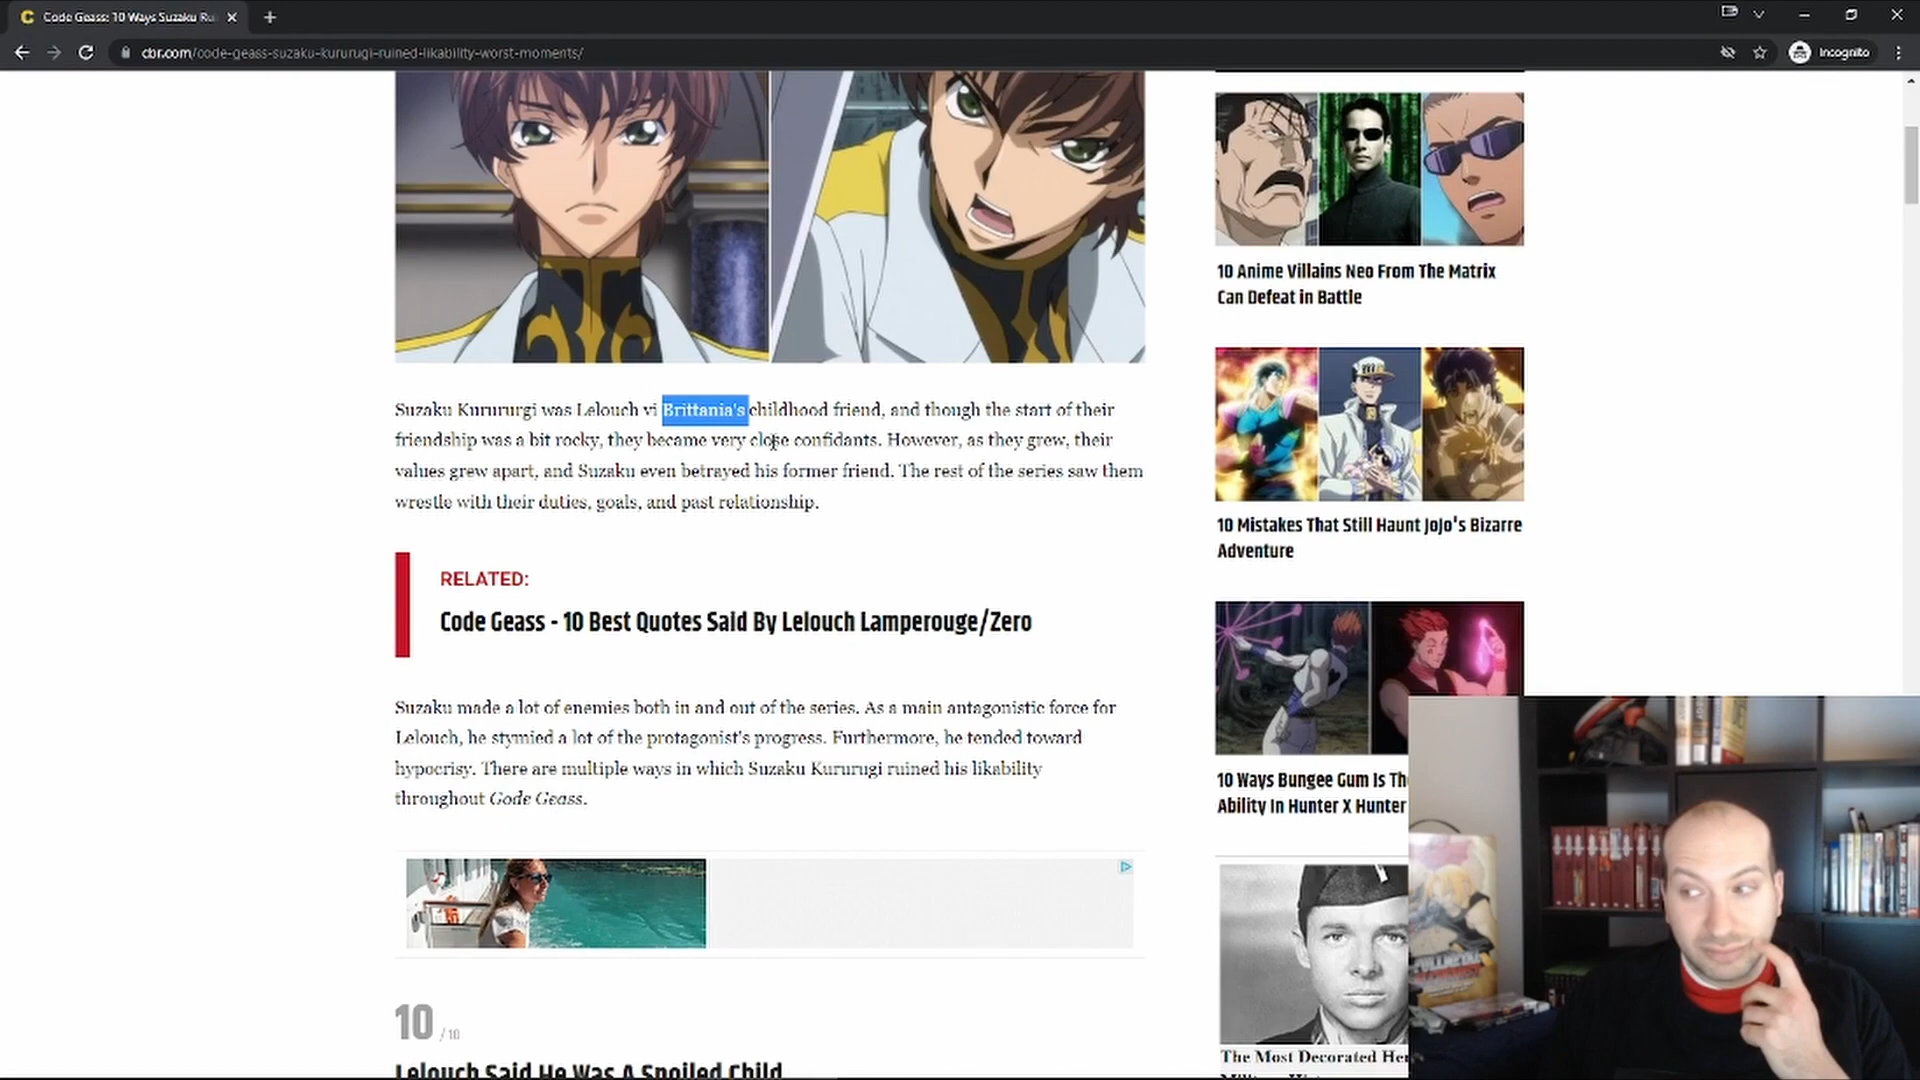 Code Geass: 10 Ways Suzaku Ru
cbr.com/code-geass-suzaku-kururugi-ruined-likability-worst-moments/
Incognito
Suzaku Kururugi was Lelouch vi Brittania's childhood friend, and though the start of their
friendship was a bit rocky, they became very close confidants. However, as they grew, their
values grew apart, and Suzaku even betrayed his former friend. The rest of the series saw them
wrestle with their duties, goals, and past relationship.
RELATED:
Code Geass - 10 Best Quotes Said By Lelouch Lamperouge/Zero
Suzaku made a lot of enemies both in and out of the series. As a main antagonistic force for
Lelouch, he stymied a lot of the protagonist's progress. Furthermore, he tended toward
hypocrisy. There are multiple ways in which Suzaku Kururugi ruined his likability
throughout Code Geass.
10 / 10
Lelouch Said He Was A Spoiled Child
10 Anime Villains Neo From The Matrix
Can Defeat in Battle
10 Mistakes That Still Haunt JoJo's Bizarre
Adventure
10 Ways Bungee Gum Is The
Ability In Hunter X Hunter
The Most Decorated He